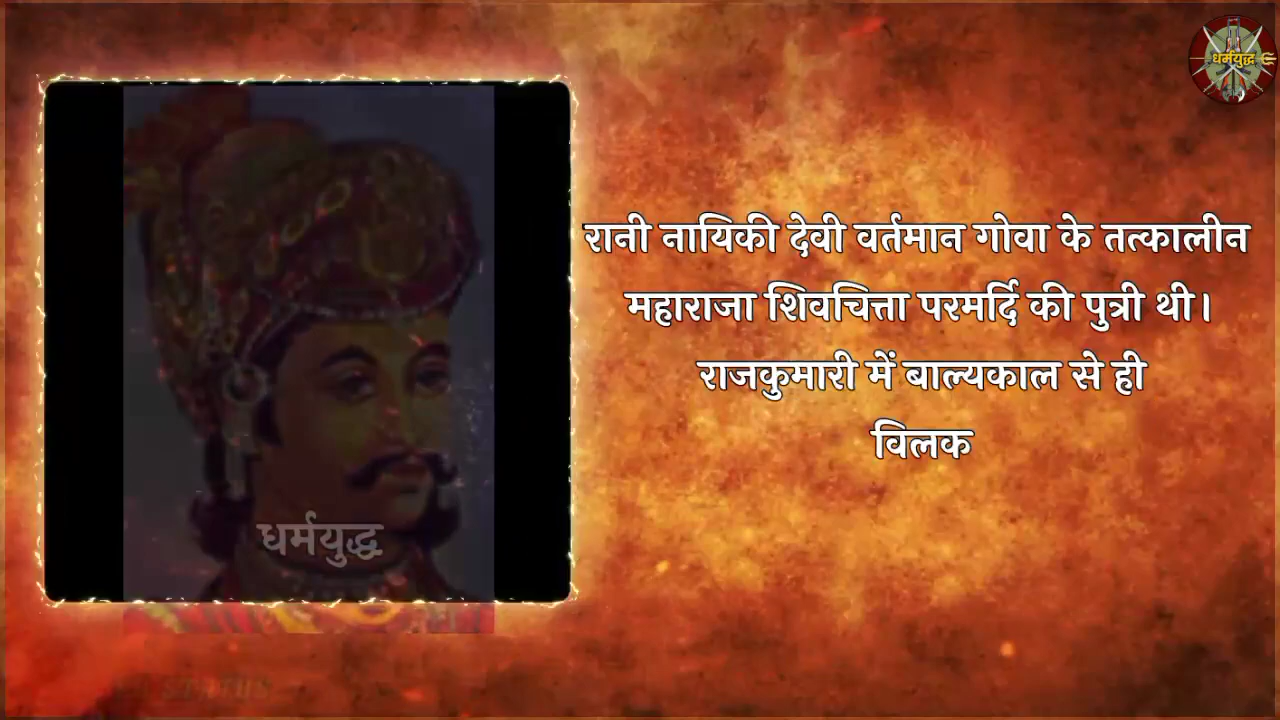 धर्मयुद्ध
रानी नायिकी देवी वर्तमान गोवा के तत्कालीन
महाराजा शिवचित्ता परमर्दि की पुत्री थी।
राजकुमारी में बाल्यकाल से ही
विलक
धर्मयुद्ध